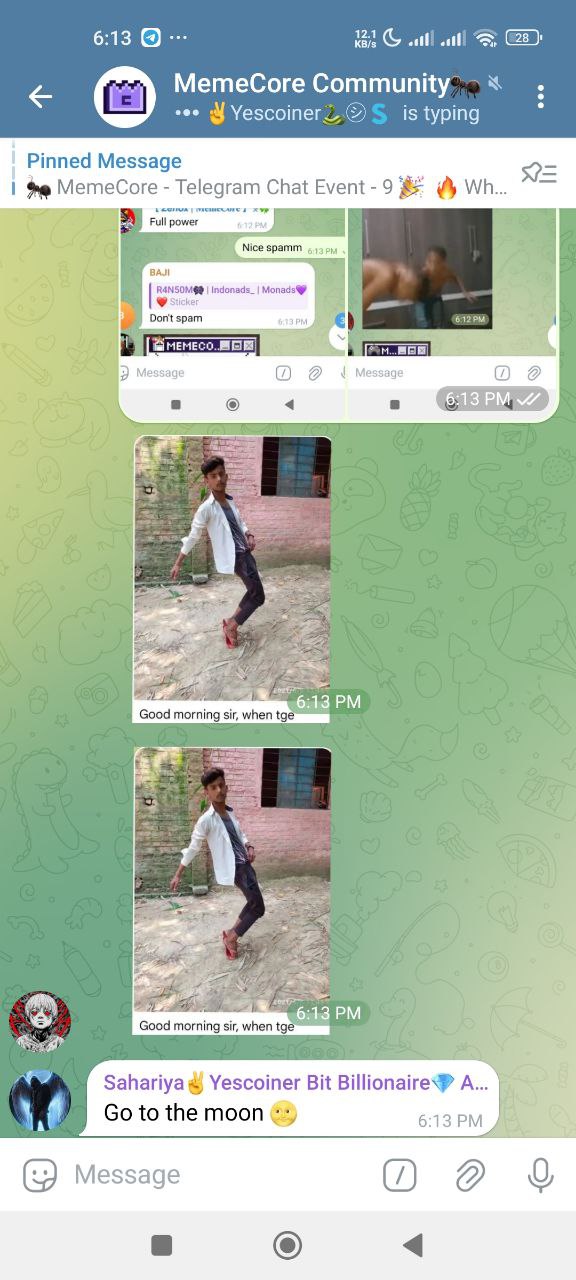 6:13
12.1
KB/s
28
MemeCore Community
Yescoiner S is typing
Pinned Message
MemeCore - Telegram Chat Event - 9 Wh...
Full power
6:12 PM
Nice spamm 6:13 PM
BAJI
R4N50M | Indonads_ | Monads
Sticker
Don't spam
6:13 PM
MEMECO..
Message
6:12 PM
M...
Message
6:13 PM
6:13 PM
Good morning sir, when tge
6:13 PM
Good morning sir, when tge
Sahariya✌Yescoiner Bit Billionaire💎 A...
Go to the moon 🌝
6:13 PM
Message